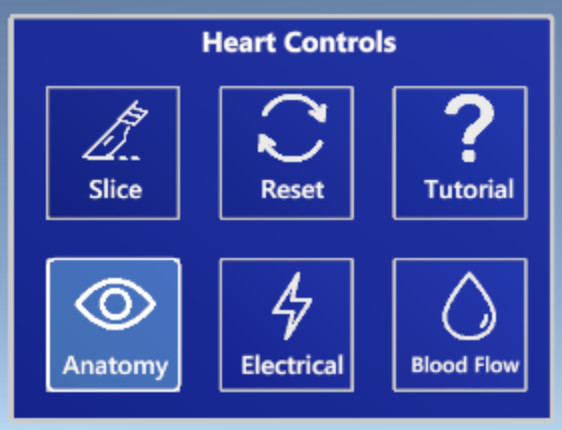 Heart Controls
Slice
Reset
Tutorial
Anatomy
Electrical
Blood Flow